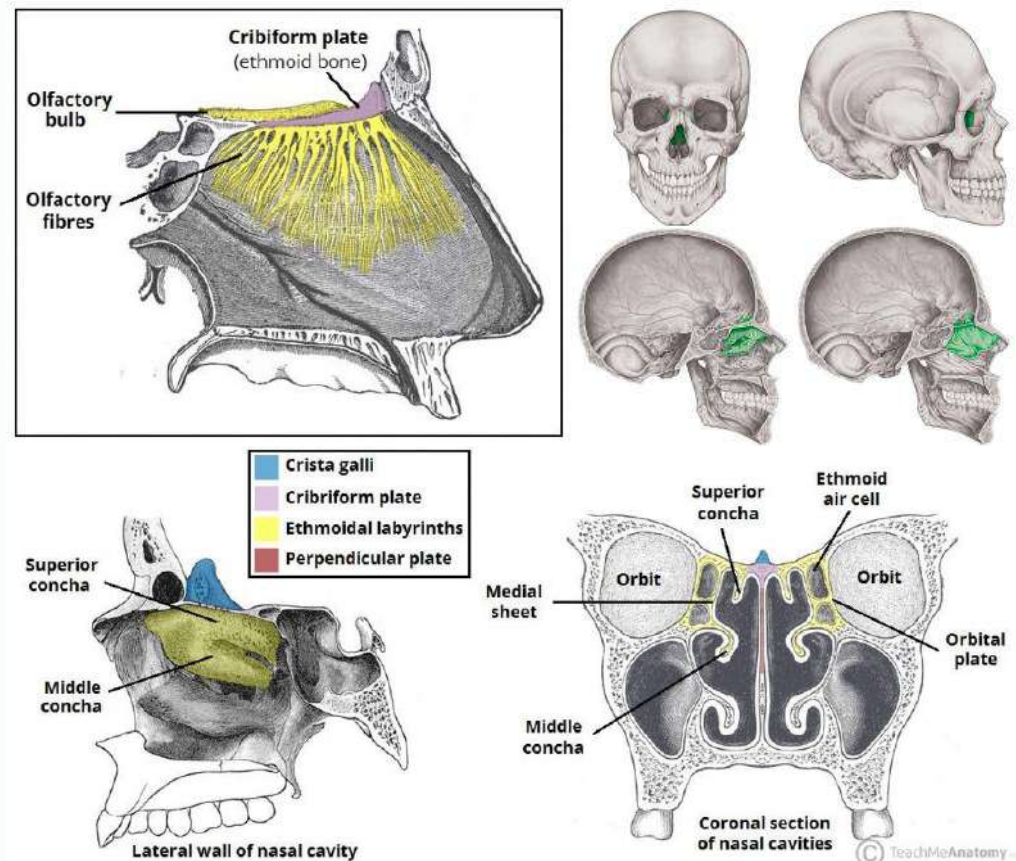 Cribiform plate
(ethmoid bone)
Olfactory
bulb
Olfactory
fibres
Crista galli
Cribriform plate
Ethmoidal labyrinths
Perpendicular plate
Superior
concha
Middle
concha
Lateral wall of nasal cavity
Superior
concha
Ethmoid
air cell
Orbit
Orbit
Medial
sheet
Orbital
plate
Middle
concha
Coronal section
of nasal cavities
© TeachMeAnatomy